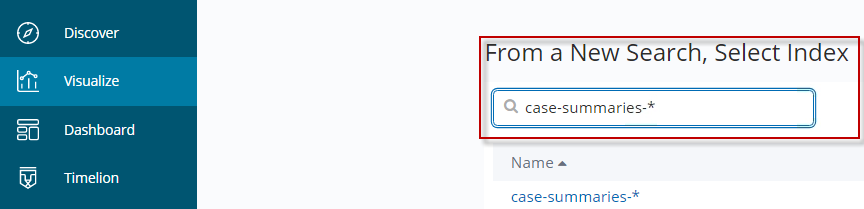 Discover
Visualize
Dashboard
Timelion
From a New Search, Select Index
case-summaries-*
Name
case-summaries-*